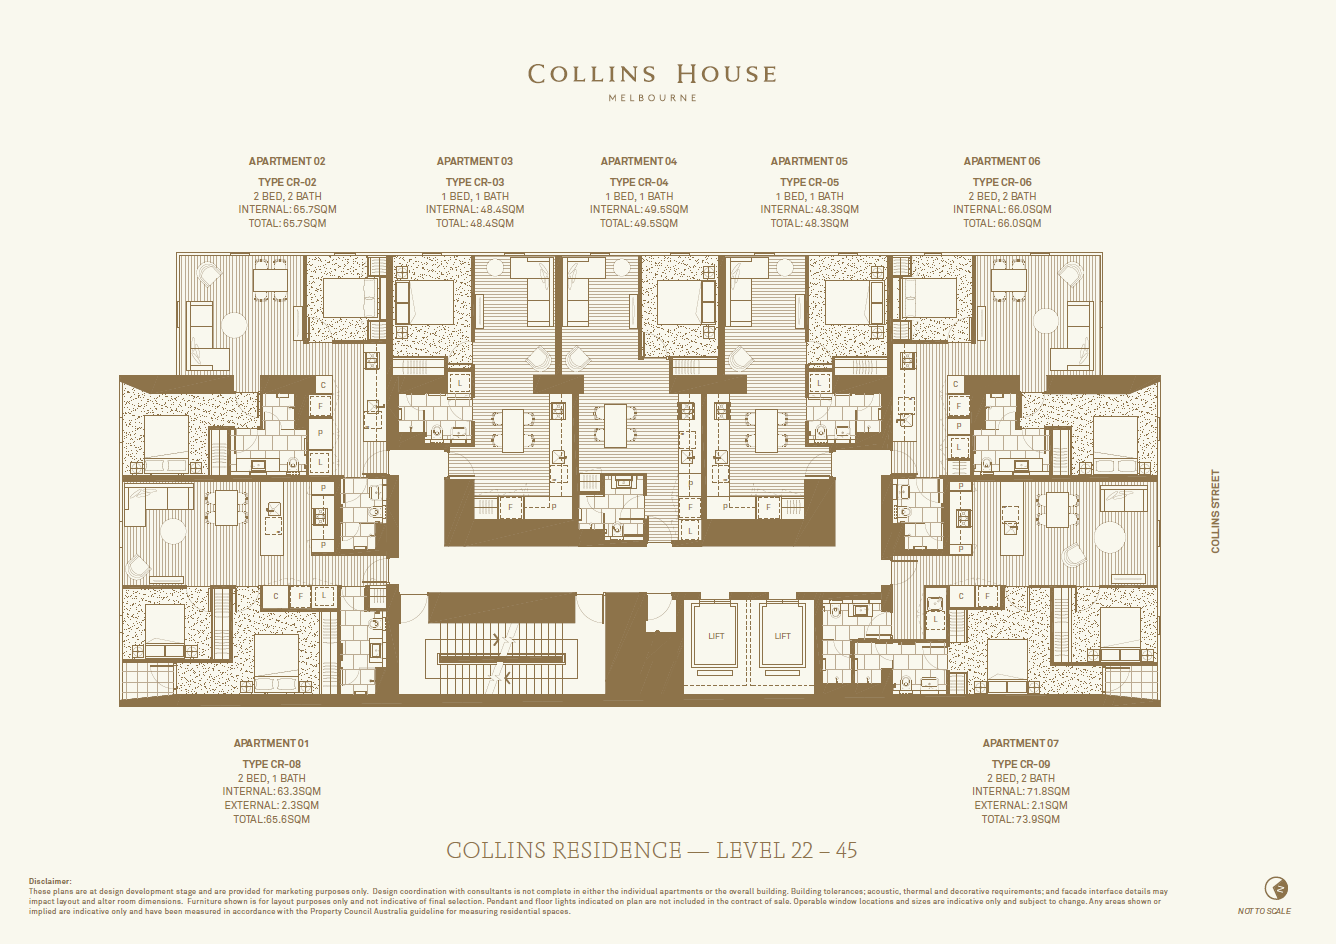 COLLINS HOUSE
MELBOURNE
APARTMENT 02
TYPE CR-02
2 BED, 2 BATH
INTERNAL: 65.7SQM
TOTAL: 65.7SQM
APARTMENT 03
TYPE CR-03
1 BED, 1 BATH
INTERNAL: 48.4SQM
TOTAL: 48.4SQM
APARTMENT 04
TYPE CR-04
1 BED, 1 BATH
INTERNAL: 49.5SQM
TOTAL: 49.5SQM
APARTMENT 05
TYPE CR-05
1 BED, 1 BATH
INTERNAL: 48.3SQM
TOTAL: 48.3SQM
APARTMENT 06
TYPE CR-06
2 BED, 2 BATH
INTERNAL: 66.0SQM
TOTAL: 66.0SQM
C
F
P
L
L
L
C
F
P
L
P
P
F
P
P
F
L
P
F
P
P
C
F
L
C
F
L
LIFT
LIFT
COLLINS STREET
APARTMENT 01
TYPE CR-08
2 BED, 1 BATH
INTERNAL: 63.3SQM
EXTERNAL: 2.3SQM
TOTAL:65.6SQM
APARTMENT 07
TYPE CR-09
2 BED, 2 BATH
INTERNAL: 71.8SQM
EXTERNAL: 2.1SQM
TOTAL: 73.9SQM
COLLINS RESIDENCE — LEVEL 22 – 45
Disclaimer:
These plans are at design development stage and are provided for marketing purposes only. Design coordination with consultants is not complete in either the individual apartments or the overall building. Building tolerances; acoustic, thermal and decorative requirements; and facade interface details may
impact layout and alter room dimensions. Furniture shown is for layout purposes only and not indicative of final selection. Pendant and floor lights indicated on plan are not included in the contract of sale. Operable window locations and sizes are indicative only and subject to change. Any areas shown or
implied are indicative only and have been measured in accordance with the Property Council Australia guideline for measuring residential spaces.
N
NOT TO SCALE